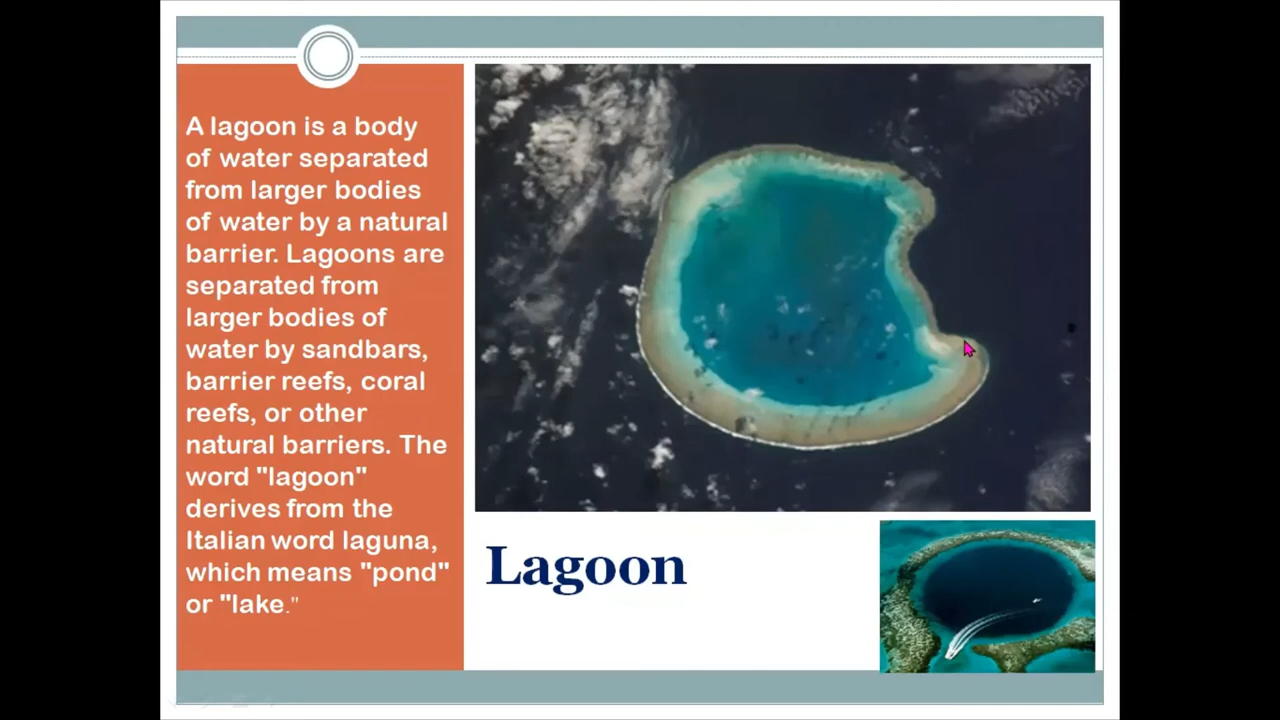 A lagoon is a body
of water separated
from larger bodies
of water by a natural
barrier. Lagoons are
separated from
larger bodies of
water by sandbars,
barrier reefs, coral
reefs, or other
natural barriers. The
word "lagoon"
derives from the
Italian word laguna,
which means "pond"
or "lake."
Lagoon